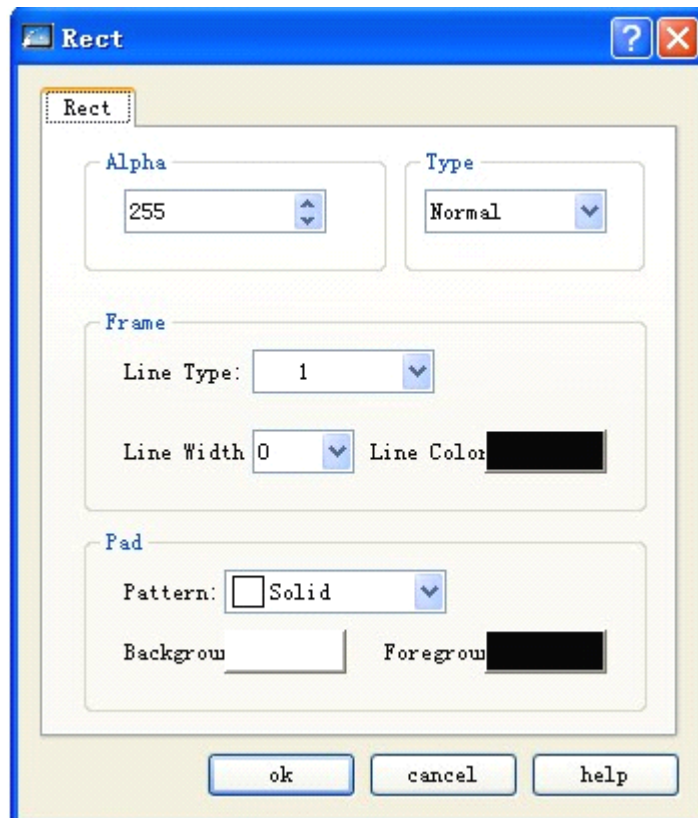 Rect
Rect
Alpha
Type
255
Normal
Frame
Line Type: 1
Line Width 0 Line Color
Pad
Pattern: Solid
Backgrou Foregrou
ok cancel help